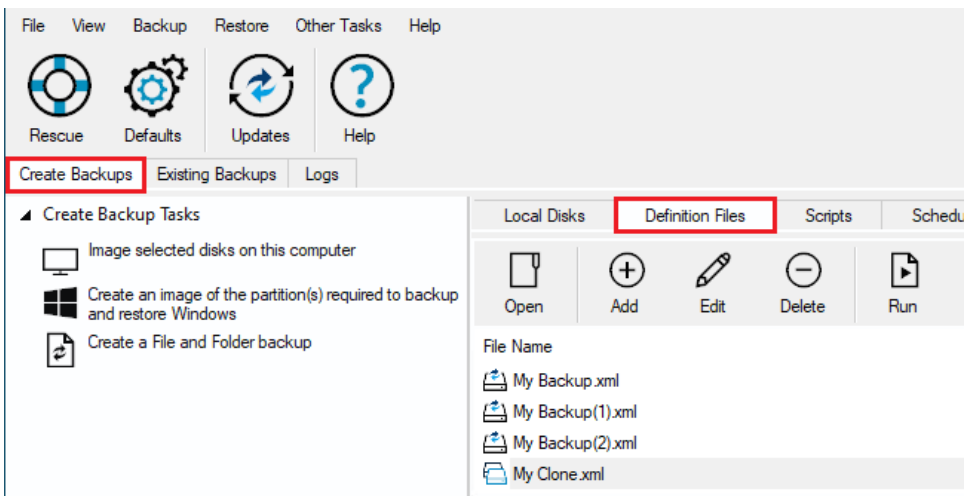 File View Backup Restore Other Tasks Help
Rescue Defaults Updates Help
Create Backups Existing Backups Logs
Create Backup Tasks
Image selected disks on this computer
Create an image of the partition(s) required to backup
and restore Windows
Create a File and Folder backup
Local Disks Definition Files Scripts Schedu
Open Add Edit Delete Run
File Name
My Backup.xml
My Backup(1).xml
My Backup(2).xml
My Clone.xml